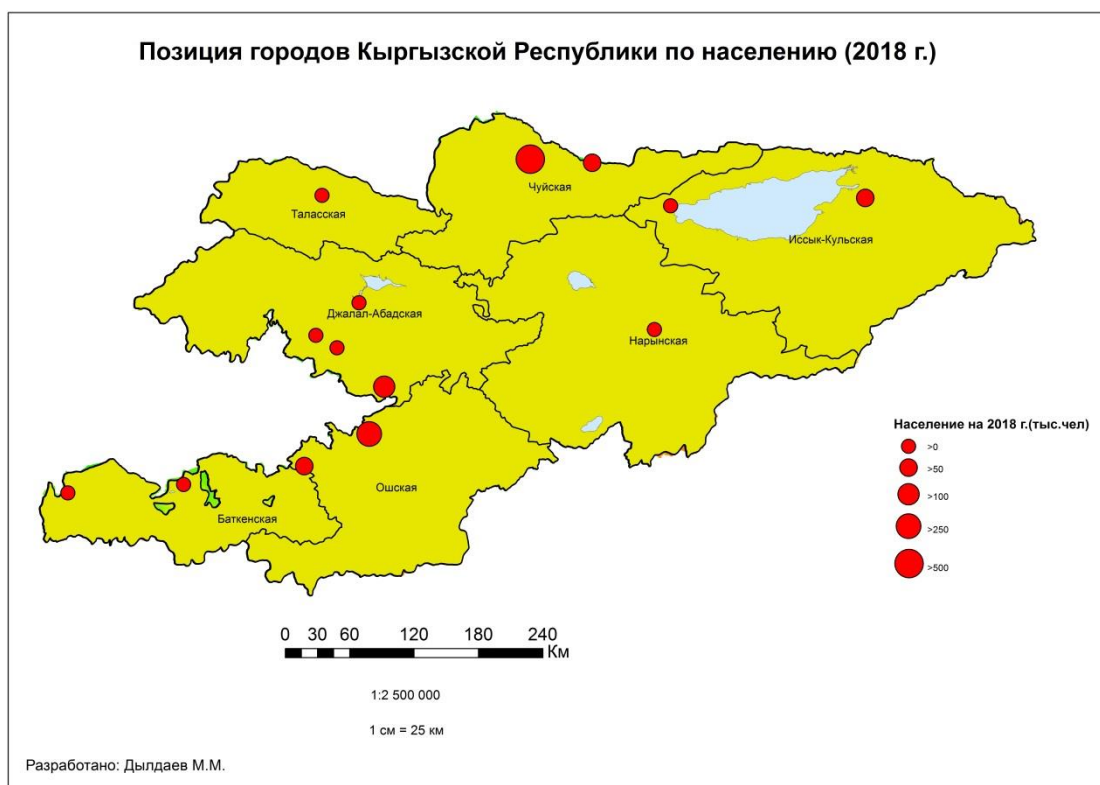 Позиция городов Кыргызской Республики по населению (2018 г.)
Чуйская
Таласская
Иссык-Кульская
Джалал-Абадская
Нарынская
Ошская
Баткенская
Население на 2018 г.(тыс.чел)
>0
>50
>100
>250
>500
0 30 60 120 180 240
Км
1:2 500 000
1 см = 25 км
Разработано: Дылдаев М.М.